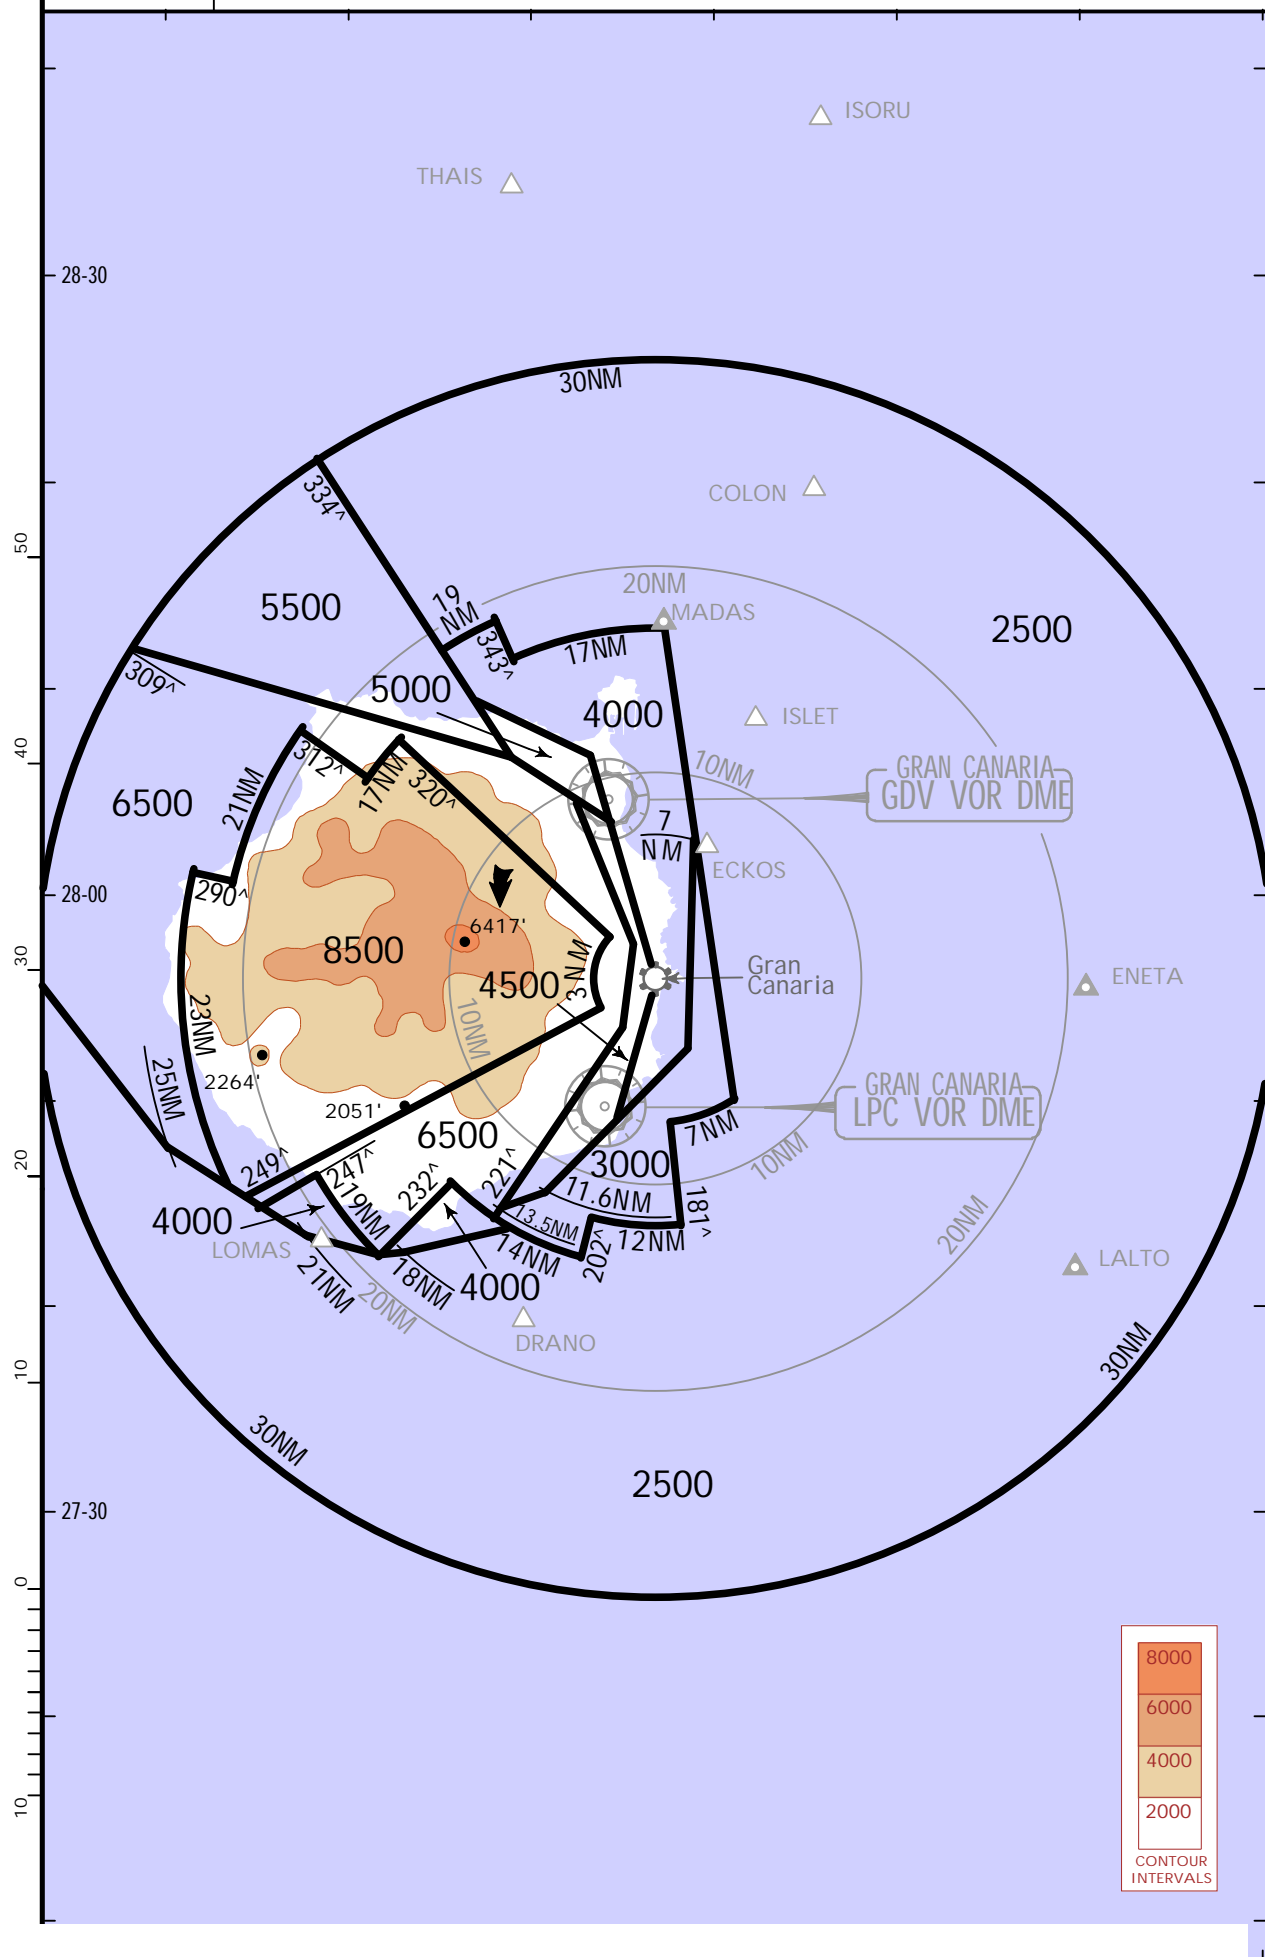 ISORU
THAIS
28-30
30NM
334^
COLON
50
5500
19
NM
20NM
MADAS
2500
343^
17NM
309^
5000
4000
ISLET
40
312^
21NM
17NM
320^
10NM
GRAN CANARIA
GDV VOR DME
6500
7
NM
ECKOS
28-00
290^
6417'
8500
30
4500
3NM
Gran
Canaria
ENETA
23NM
10NM
25NM
2264'
2051'
GRAN CANARIA
LPC VOR DME
6500
7NM
20
249^
247^
232^
221^
3000
10NM
219NM
11.6NM
181^
4000
13.5NM
LOMAS
14NM
202^
12NM
20NM
21NM
18NM
4000
LALTO
20NM
DRANO
10
30NM
30NM
2500
27-30
0
10
8000
6000
4000
2000
CONTOUR
INTERVALS